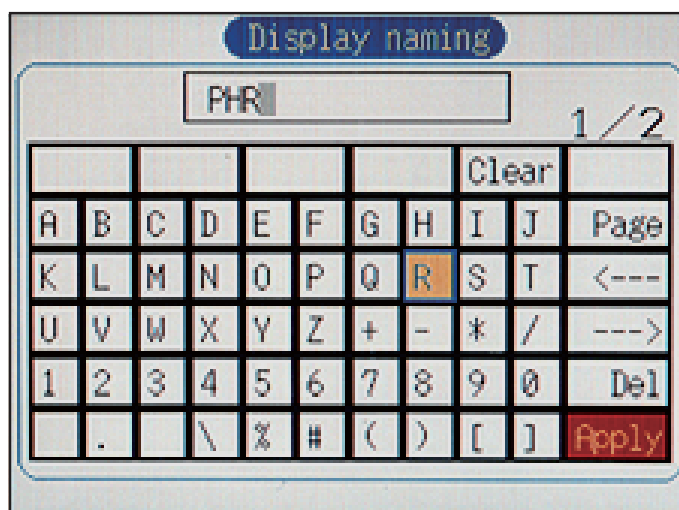 Display naming
PHR
1/2
Clear
A B C D E F G H I J Page
K L M N O P Q R S T <---
U V W X Y Z + - * / --->
1 2 3 4 5 6 7 8 9 0 Del
. \ % # ( ) [ ] Apply